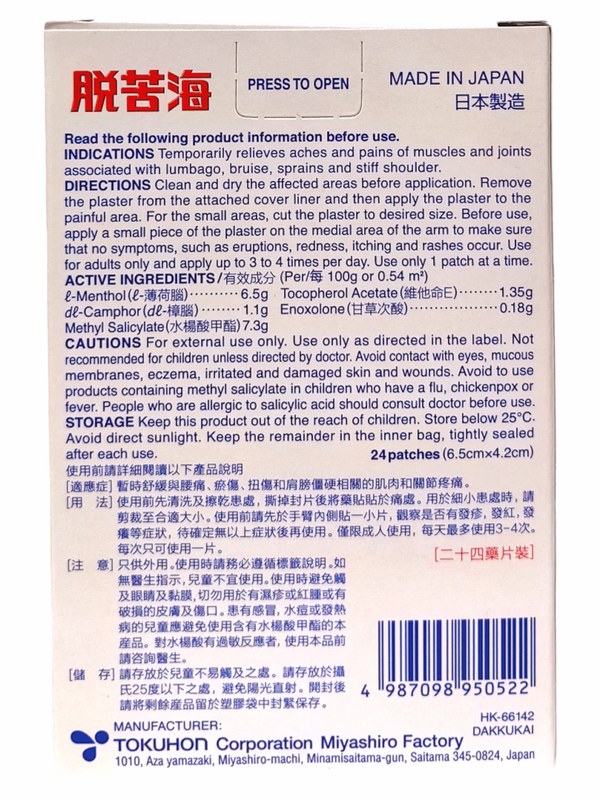 脱苦海
PRESS TO OPEN
MADE IN JAPAN
日本製造
Read the following product information before use.
INDICATIONS Temporarily relieves aches and pains of muscles and joints
associated with lumbago, bruise, sprains and stiff shoulder.
DIRECTIONS Clean and dry the affected areas before application. Remove
the plaster from the attached cover liner and then apply the plaster to the
painful area. For the small areas, cut the plaster to desired size. Before use,
apply a small piece of the plaster on the medial area of the arm to make sure
that no symptoms, such as eruptions, redness, itching and rashes occur. Use
for adults only and apply up to 3 to 4 times per day. Use only 1 patch at a time.
ACTIVE INGREDIENTS/有效成分 (Per/每 100g or 0.54 m²)
ℓ-Menthol(ℓ-薄荷腦)··········6.5g Tocopherol Acetate(維他命E)········1.35g
dℓ-Camphor(dℓ-樟腦)········1.1g Enoxolone(甘草次酸)················0.18g
Methyl Salicylate(水楊酸甲酯)7.3g
CAUTIONS For external use only. Use only as directed in the label. Not
recommended for children unless directed by doctor. Avoid contact with eyes, mucous
membranes, eczema, irritated and damaged skin and wounds. Avoid to use
products containing methyl salicylate in children who have a flu, chickenpox or
fever. People who are allergic to salicylic acid should consult doctor before use.
STORAGE Keep this product out of the reach of children. Store below 25°C.
Avoid direct sunlight. Keep the remainder in the inner bag, tightly sealed
after each use.
24patches(6.5cm×4.2cm)
使用前請詳細閱讀以下產品說明
[適應症] 暫時舒緩與腰痛、瘀傷、扭傷和肩膀僵硬相關的肌肉和關節疼痛。
[用 法] 使用前先清洗及擦乾患處，撕掉封片後將藥貼貼於痛處。用於細小患處時，請
剪裁至合適大小。使用前請先於手臂內側貼一小片，觀察是否有發疹，發紅，發
癢等症狀，待確定無以上症狀後再使用。僅限成人使用，每天最多使用3-4次。
每次只可使用一片。
[二十四藥片裝]
[注 意] 只供外用。使用時請務必遵循標籤說明。如
無醫生指示，兒童不宜使用。使用時避免觸
及眼睛及黏膜，切勿用於有濕疹或紅腫或有
破損的皮膚及傷口。患有感冒，水痘或發熱
病的兒童應避免使用含有水楊酸甲酯的本
產品。對水楊酸有過敏反應者，使用本品前
請咨詢醫生。
[儲 存] 請存放於兒童不易觸及之處。請存放於攝
氏25度以下之處，避免陽光直射。開封後
請將剩餘產品留於塑膠袋中封緊保存。
4 987098 950522
HK-66142
DAKKUKAI
MANUFACTURER:
TOKUHON Corporation Miyashiro Factory
1010, Aza yamazaki, Miyashiro-machi, Minamisaitama-gun, Saitama 345-0824, Japan